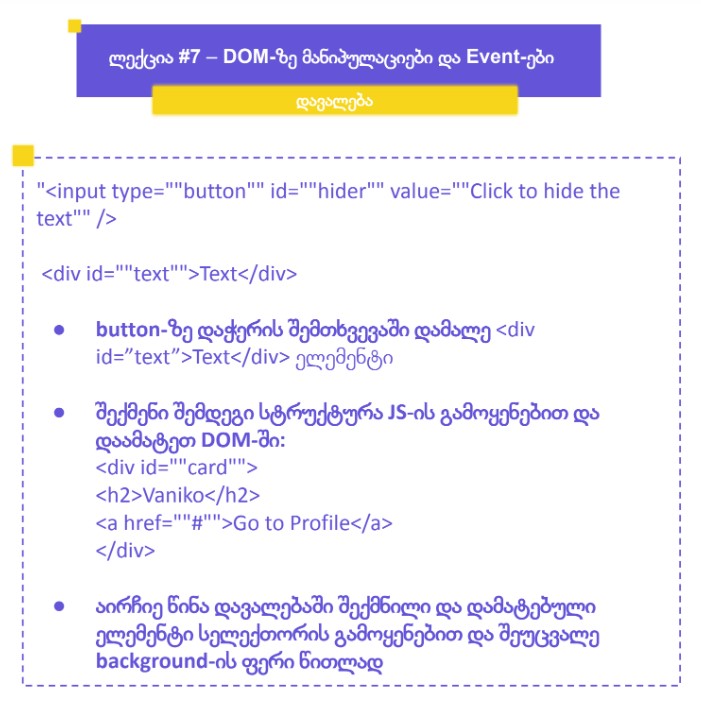 ლექცია #7 – DOM-ზე მანიპულაციები და Event-ები
დავალება
"<input type=""button"" id=""hider"" value=""Click to hide the
text"" />
<div id=""text"">Text</div>
● button-ზე დაჭერის შემთხვევაში დამალე <div
id=”text”>Text</div> ელემენტი
● შექმენი შემდეგი სტრუქტურა JS-ის გამოყენებით და
დაამატეთ DOM-ში:
<div id=""card"">
<h2>Vaniko</h2>
<a href=""#"">Go to Profile</a>
</div>
● აირჩიე წინა დავალებაში შექმნილი და დამატებული
ელემენტი სელექთორის გამოყენებით და შეუცვალე
background-ის ფერი წითლად